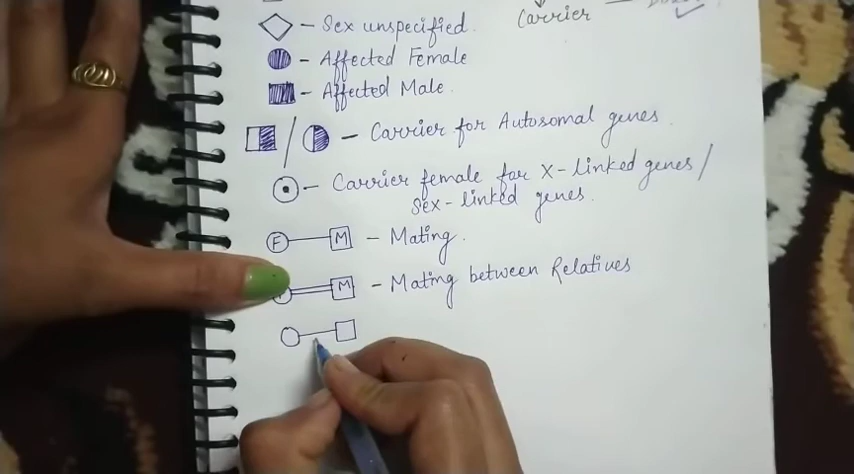 - Sex unspecified.
Carrier
- Affected Female
- Affected Male.
/ - Carrier for Autosomal genes
- Carrier female for X-linked genes/
Sex-linked genes.
F M - Mating.
M - Mating between Relatives